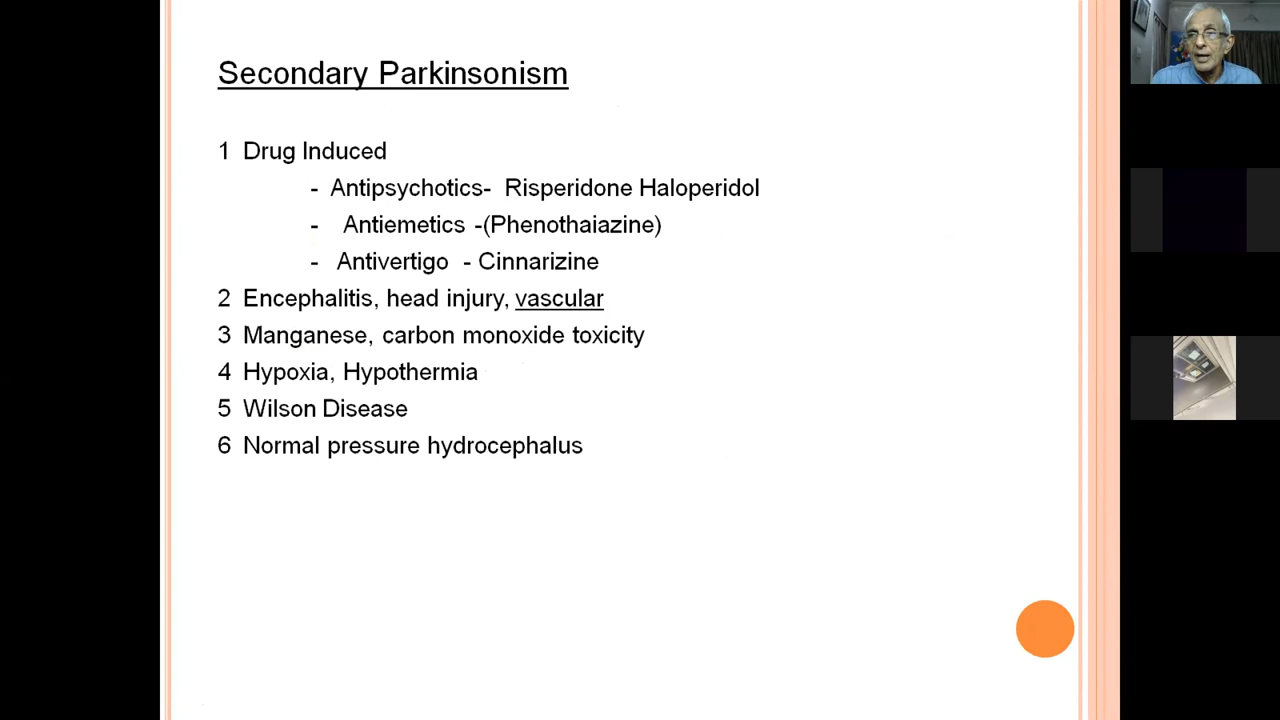 Secondary Parkinsonism
1 Drug Induced
- Antipsychotics- Risperidone Haloperidol
- Antiemetics -(Phenothaiazine)
- Antivertigo - Cinnarizine
2 Encephalitis, head injury, vascular
3 Manganese, carbon monoxide toxicity
4 Hypoxia, Hypothermia
5 Wilson Disease
6 Normal pressure hydrocephalus